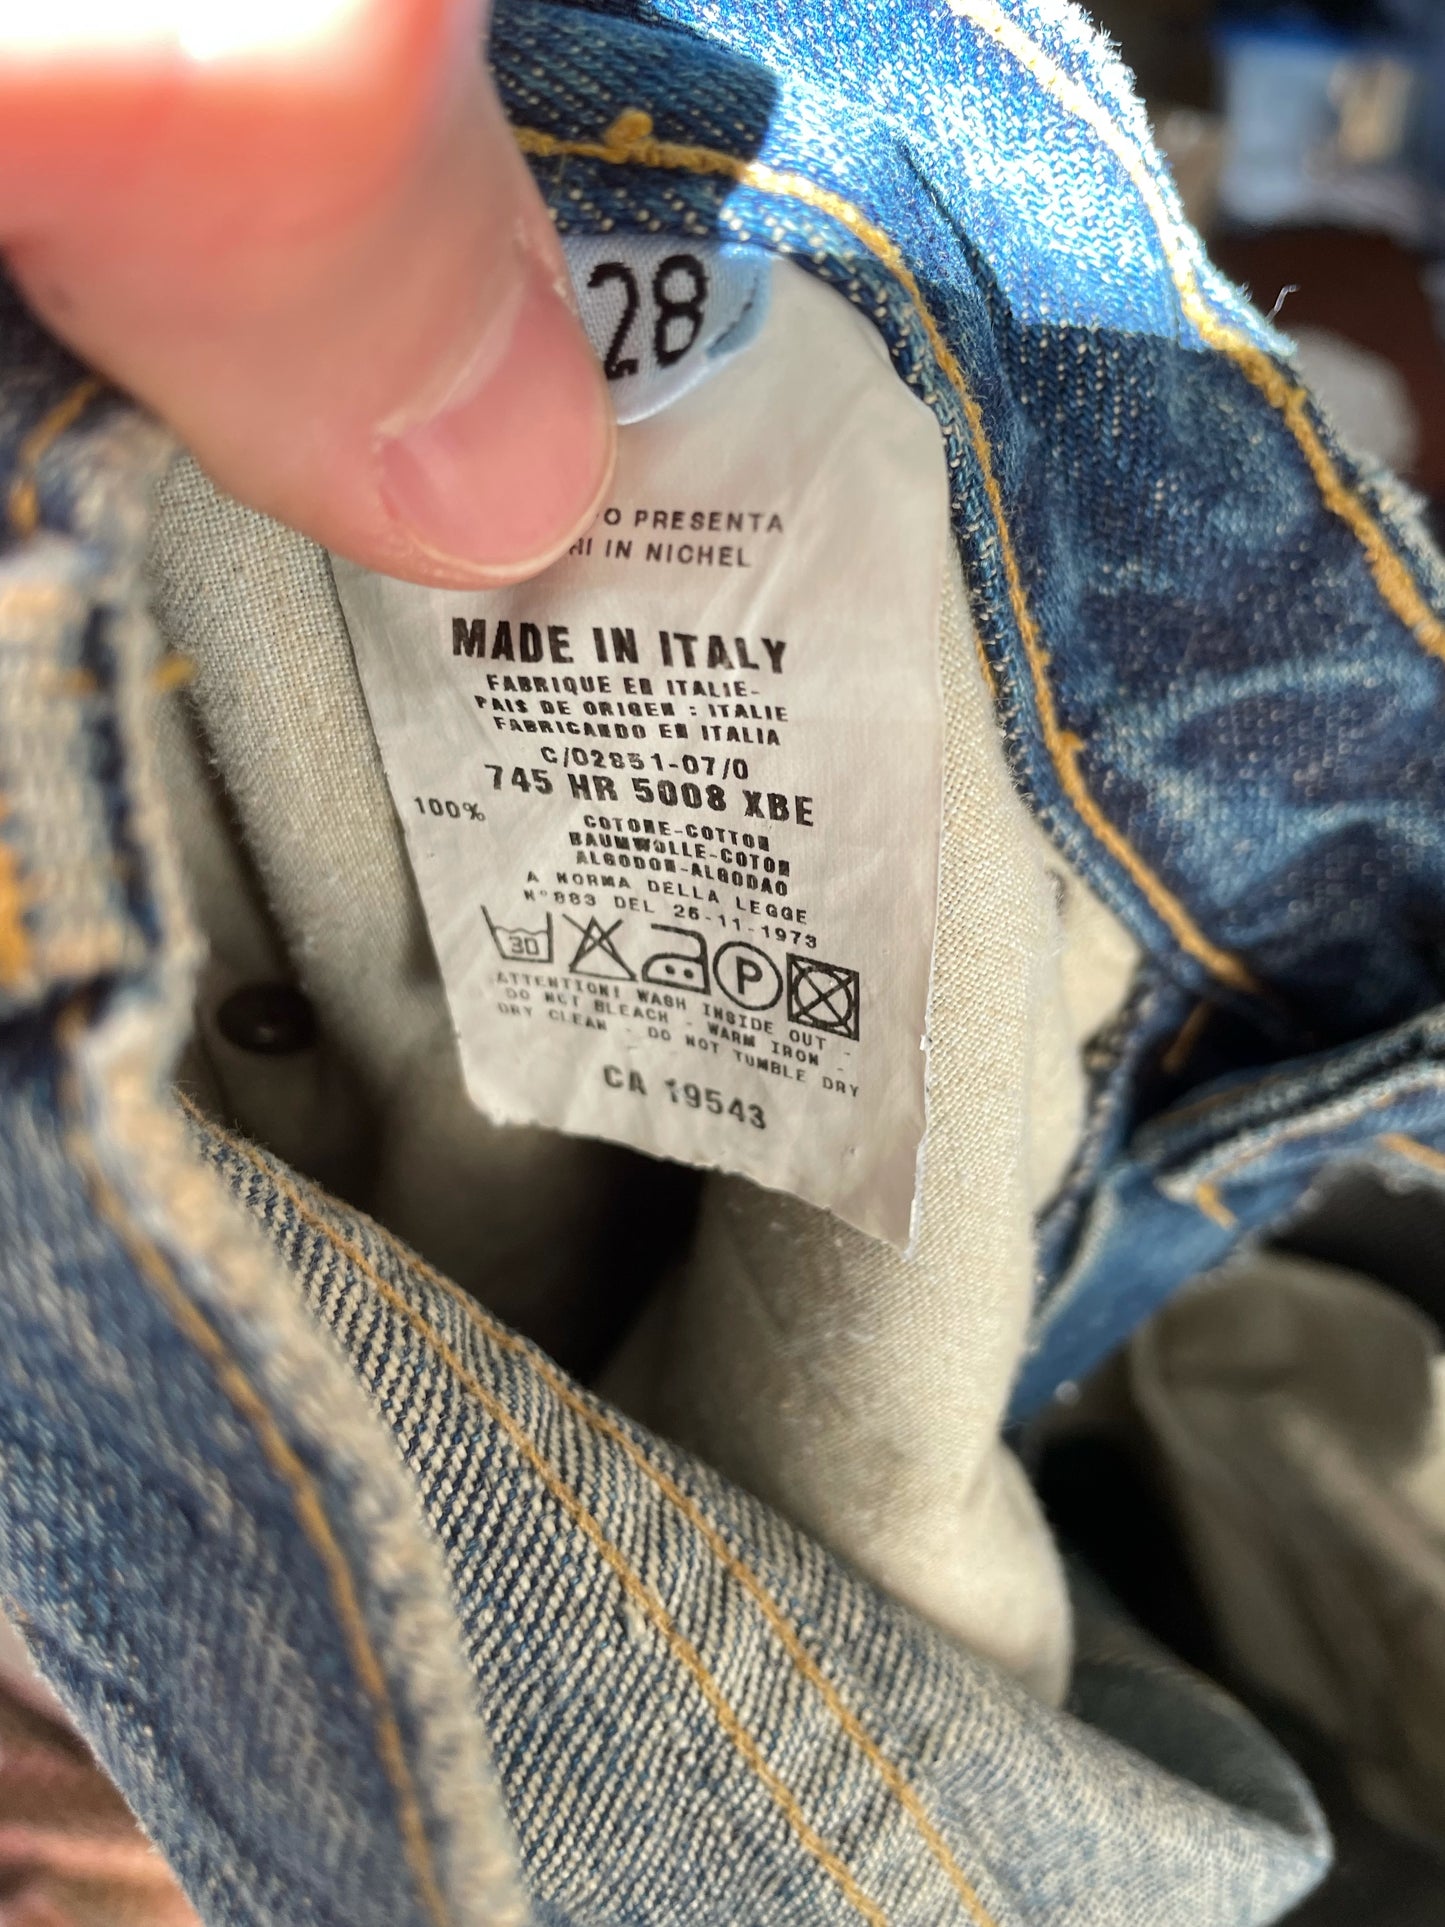 28
O PRESENTA
RI IN NICHEL
MADE IN ITALY
FABRIQUE EN ITALIE-
PAIS DE ORIGEN : ITALIE
FABRICANDO EN ITALIA
C/02851-07/0
745 HR 5008 XBE
100%
COTONE-COTTON
BAUMWOLLE-COTON
ALGODON-ALGODAO
A NORMA DELLA LEGGE
N°883 DEL 26-11-1973
30
P
ATTENTION! WASH INSIDE OUT -
DO NOT BLEACH - WARM IRON -
DRY CLEAN - DO NOT TUMBLE DRY
CA 19543